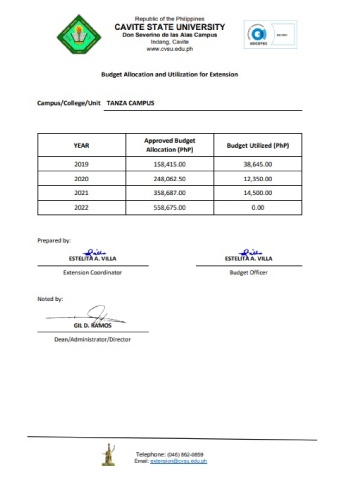 Republic of the Philippines
CAVITE STATE UNIVERSITY
Don Severino de las Alas Campus
Indang, Cavite
www.cvsu.edu.ph
Budget Allocation and Utilization for Extension
Campus/College/Unit TANZA CAMPUS
YEAR Approved Budget Allocation (PhP) Budget Utilized (PhP)
2019 158,415.00 38,645.00
2020 248,062.50 12,350.00
2021 358,687.00 14,500.00
2022 558,675.00 0.00
Prepared by:
ESTELITA A. VILLA ESTELITA A. VILLA
Extension Coordinator Budget Officer
Noted by:
GIL D. RAMOS
Dean/Administrator/Director
Telephone: (046) 862-0859
Email: extension@cvsu.edu.ph